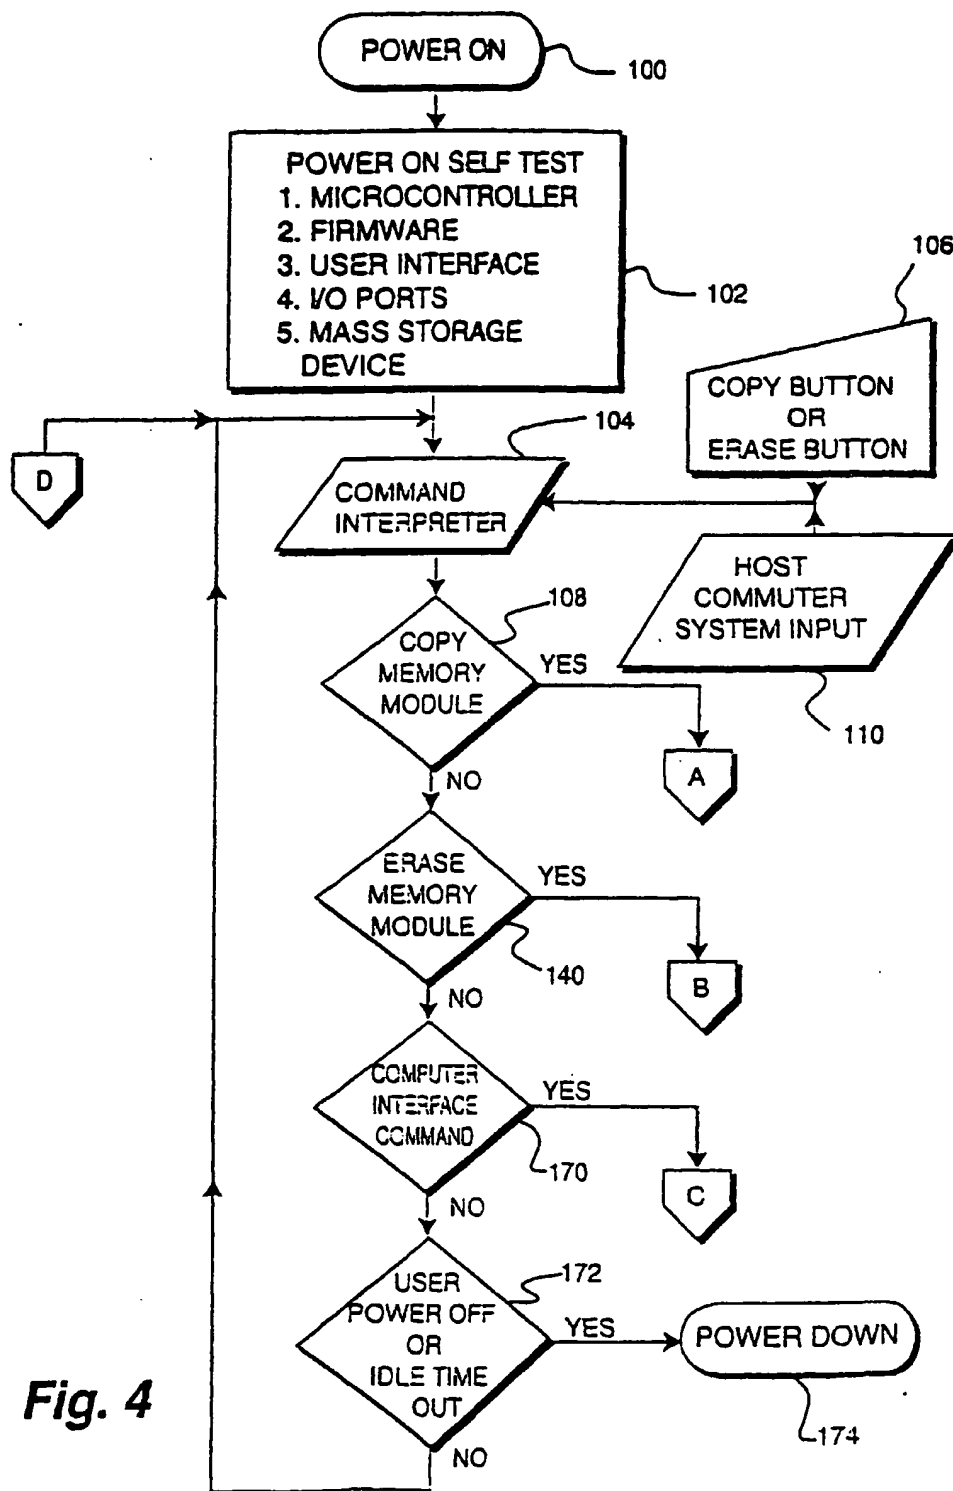 POWER ON
100
POWER ON SELF TEST
1. MICROCONTROLLER
2. FIRMWARE
3. USER INTERFACE
4. I/O PORTS
5. MASS STORAGE
DEVICE
102
106
COPY BUTTON
OR
ERASE BUTTON
D
104
COMMAND
INTERPRETER
HOST
COMMUTER
SYSTEM INPUT
110
108
COPY
MEMORY
MODULE
YES
A
NO
ERASE
MEMORY
MODULE
YES
140
B
NO
COMPUTER
INTERFACE
COMMAND
YES
170
C
NO
USER
POWER OFF
OR
IDLE TIME
OUT
172
YES
POWER DOWN
174
NO
Fig. 4